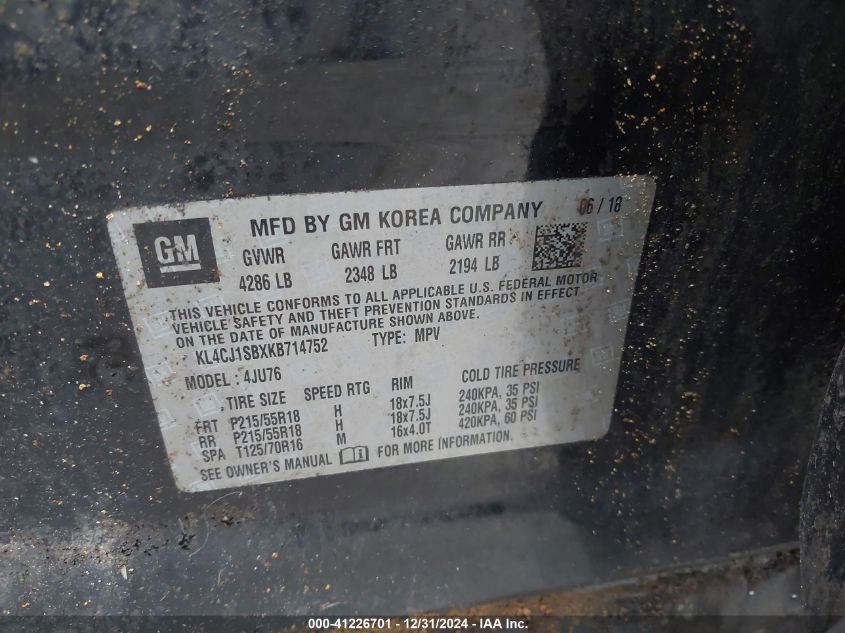 GM
MFD BY GM KOREA COMPANY 06 / 18
GVWR GAWR FRT GAWR RR
4286 LB 2348 LB 2194 LB
THIS VEHICLE CONFORMS TO ALL APPLICABLE U.S. FEDERAL MOTOR
VEHICLE SAFETY AND THEFT PREVENTION STANDARDS IN EFFECT
ON THE DATE OF MANUFACTURE SHOWN ABOVE.
KL4CJ1SBXKB714752 TYPE: MPV
MODEL: 4JU76
TIRE SIZE SPEED RTG RIM COLD TIRE PRESSURE
FRT P215/55R18 H 18x7.5J 240KPA, 35 PSI
RR P215/55R18 H 18x7.5J 240KPA, 35 PSI
SPA T125/70R16 M 16x4.0T 420KPA, 60 PSI
SEE OWNER'S MANUAL FOR MORE INFORMATION.
000-41226701 - 12/31/2024 - IAA Inc.